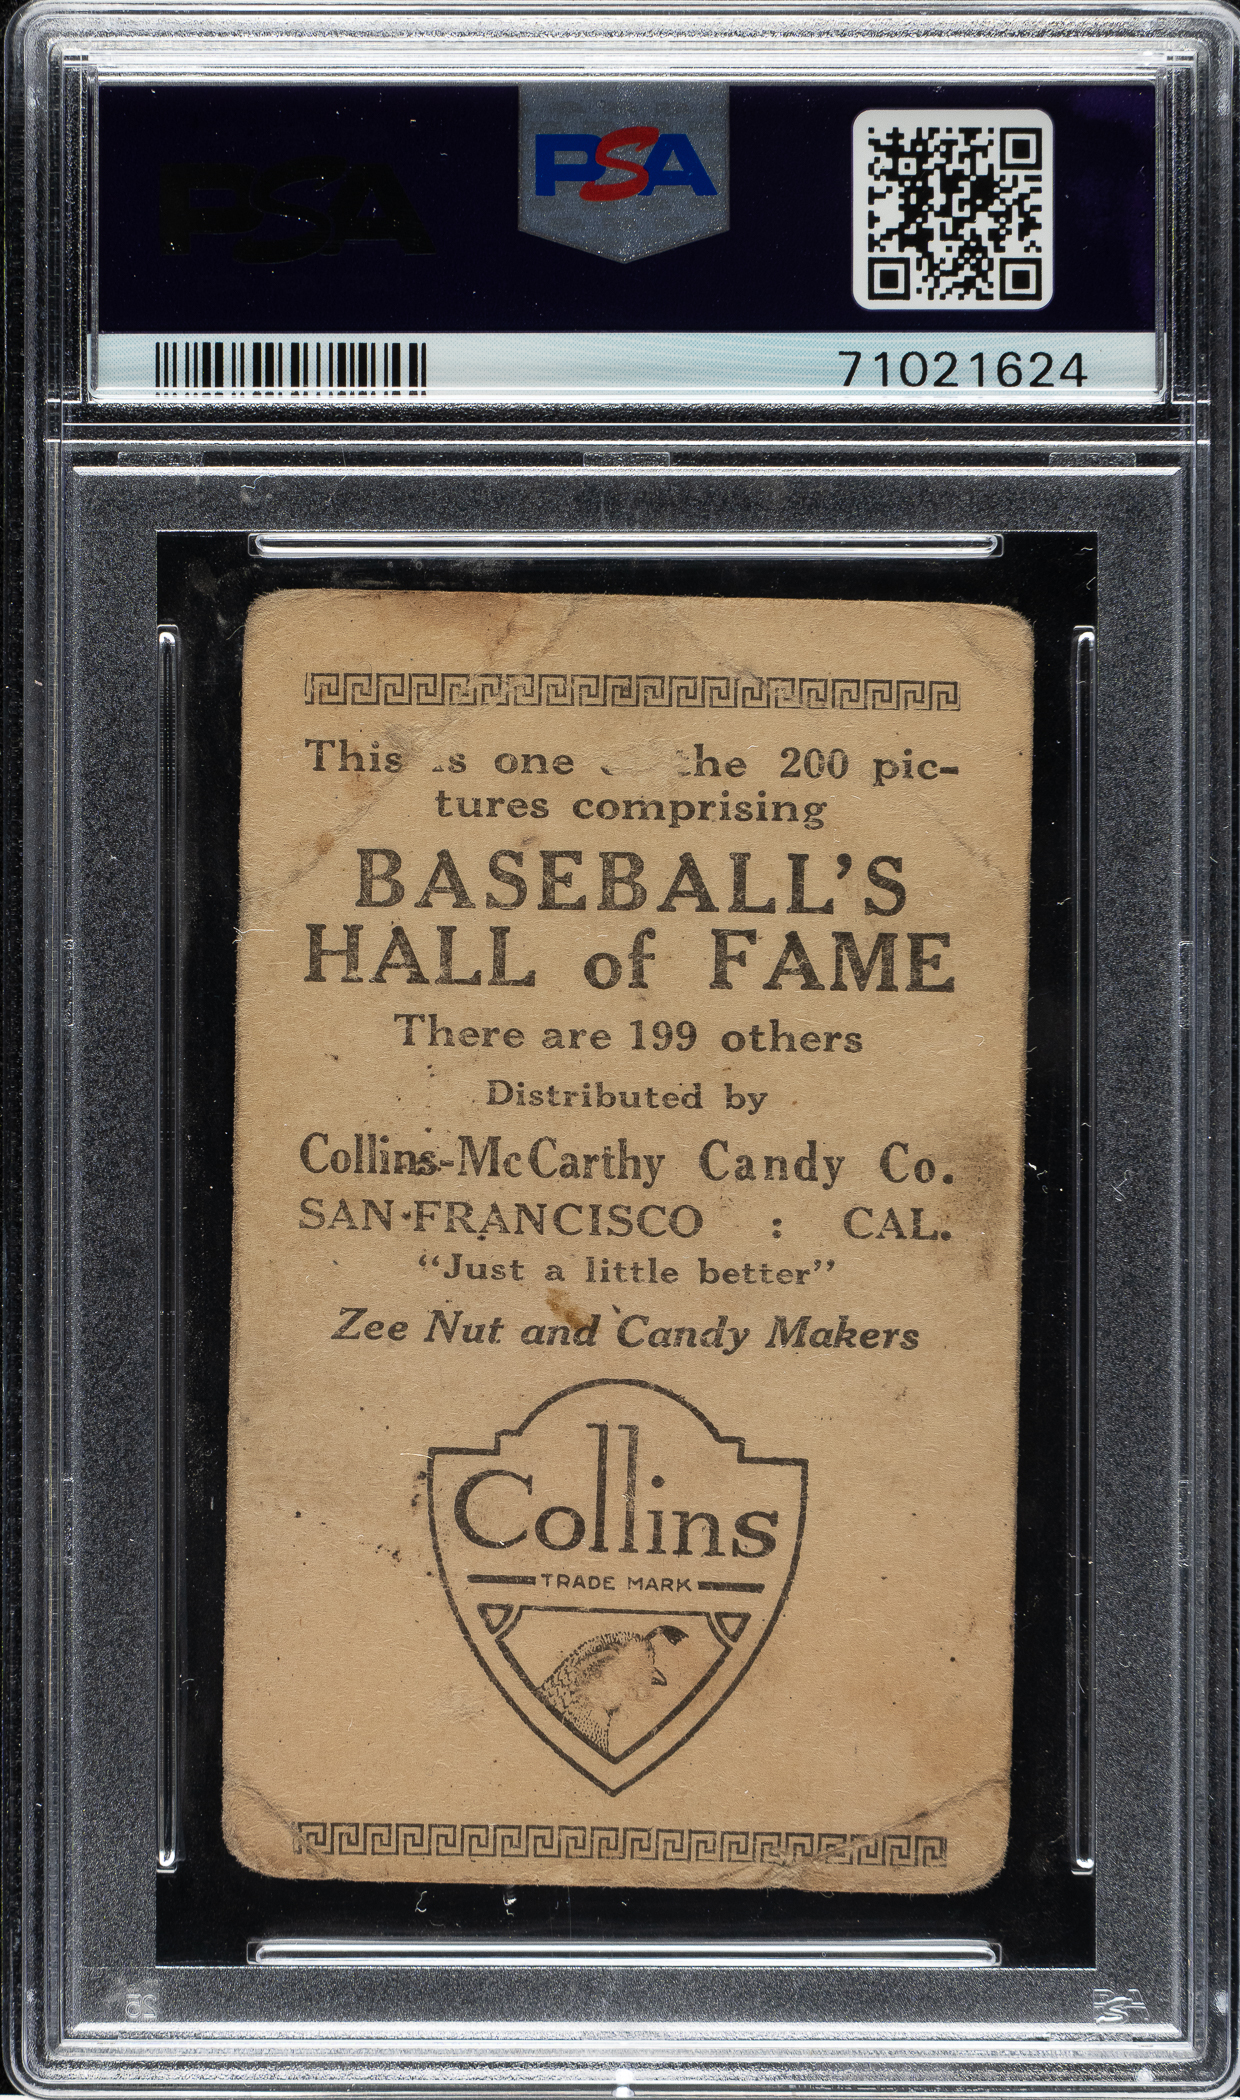 PSA
PSA
71021624
This is one the 200 pic-
tures comprising
BASEBALL'S
HALL of FAME
There are 199 others
Distributed by
Collins-McCarthy Candy Co.
SAN FRANCISCO : CAL.
"Just a little better"
Zee Nut and Candy Makers
Collins
TRADE MARK
PSA